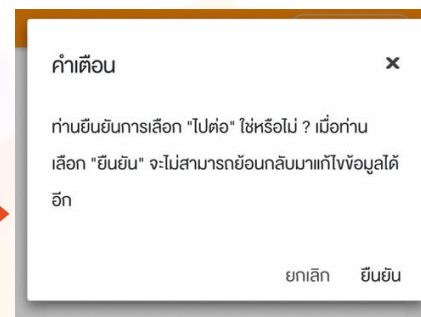 คำเตือน
ท่านยืนยันการเลือก "ไปต่อ" ใช่หรือไม่ ? เมื่อท่าน
เลือก "ยืนยัน" จะไม่สามารถย้อนกลับมาแก้ไขข้อมูลได้
อีก
ยกเลิก ยืนยัน